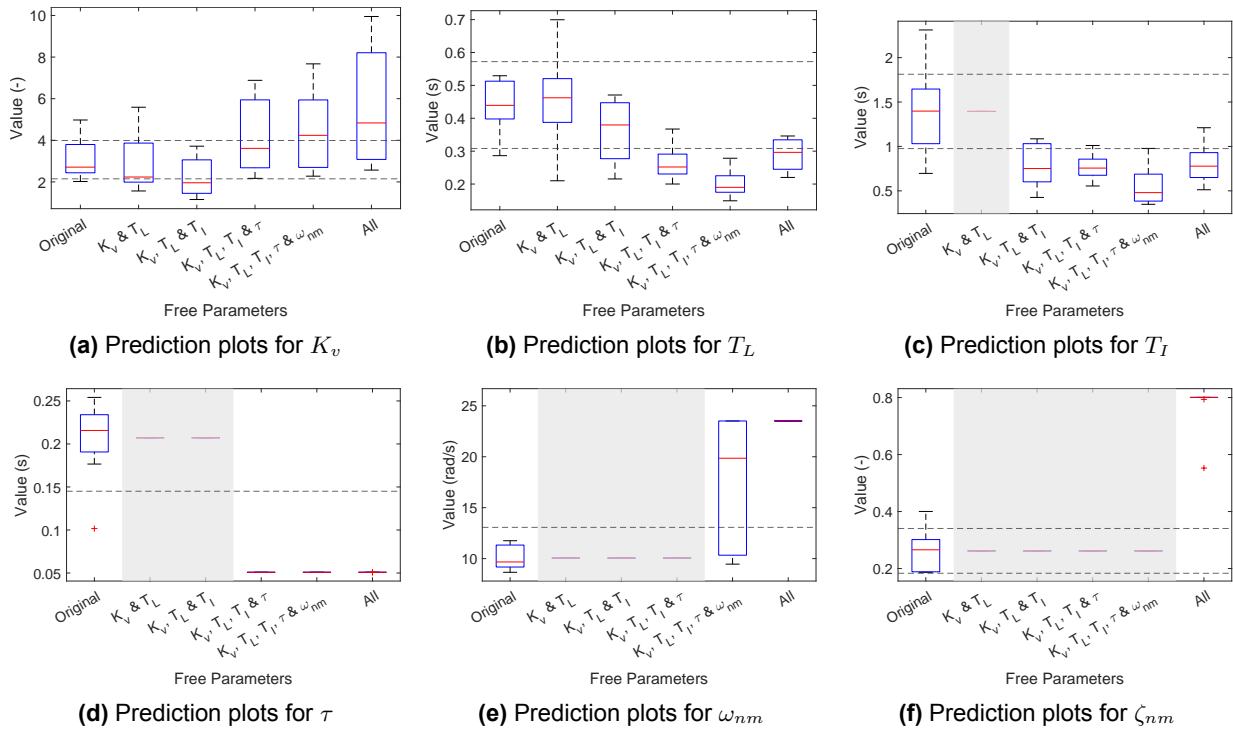 10
8
6
4
2
Value (-)
Original
K_v & T_L
K_v, T_L & T_I
K_v, T_L, T_I & τ
K_v, T_L, T_I, τ & ω_nm
All
Free Parameters
(a) Prediction plots for K_v
0.7
0.6
0.5
0.4
0.3
0.2
Value (s)
Original
K_v & T_L
K_v, T_L & T_I
K_v, T_L, T_I & τ
K_v, T_L, T_I, τ & ω_nm
All
Free Parameters
(b) Prediction plots for T_L
2
1.5
1
0.5
Value (s)
Original
K_v & T_L
K_v, T_L & T_I
K_v, T_L, T_I & τ
K_v, T_L, T_I, τ & ω_nm
All
Free Parameters
(c) Prediction plots for T_I
0.25
0.2
0.15
0.1
0.05
Value (s)
Original
K_v & T_L
K_v, T_L & T_I
K_v, T_L, T_I & τ
K_v, T_L, T_I, τ & ω_nm
All
Free Parameters
(d) Prediction plots for τ
25
20
15
10
Value (rad/s)
Original
K_v & T_L
K_v, T_L & T_I
K_v, T_L, T_I & τ
K_v, T_L, T_I, τ & ω_nm
All
Free Parameters
(e) Prediction plots for ω_nm
0.8
0.6
0.4
0.2
Value (-)
Original
K_v & T_L
K_v, T_L & T_I
K_v, T_L, T_I & τ
K_v, T_L, T_I, τ & ω_nm
All
Free Parameters
(f) Prediction plots for ζ_nm